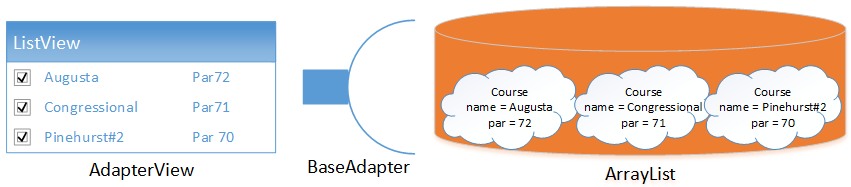 ListView
Augusta Par72
Congressional Par71
Pinehurst#2 Par 70
AdapterView
BaseAdapter
Course
name = Augusta
par = 72
Course
name = Congressional
par = 71
Course
name = Pinehurst#2
par = 70
ArrayList